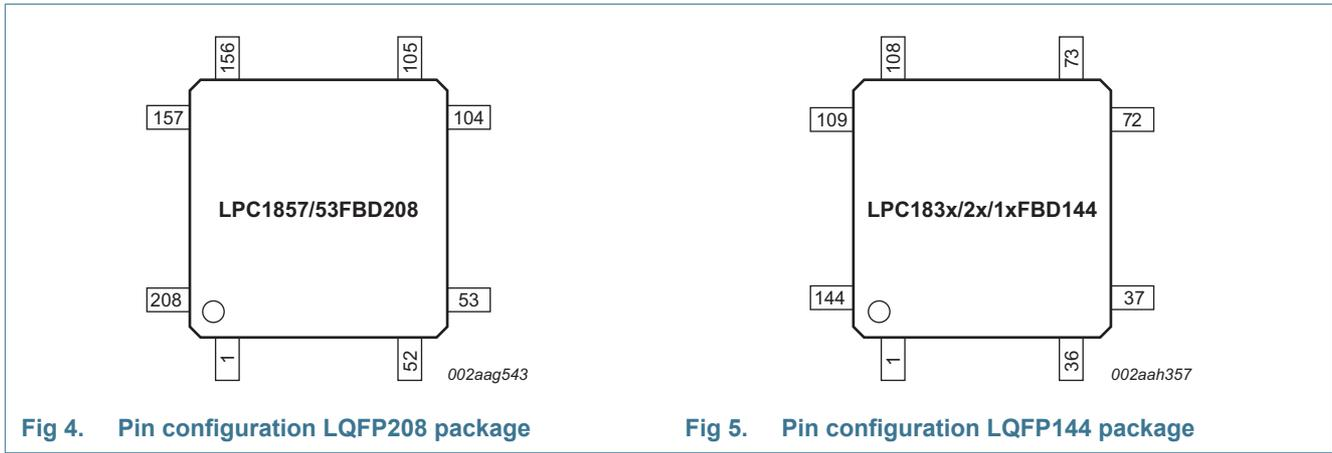 156 105
157 104
LPC1857/53FBD208
208 53
1 52
002aag543
Fig 4. Pin configuration LQFP208 package
108 73
109 72
LPC183x/2x/1xFBD144
144 37
1 36
002aah357
Fig 5. Pin configuration LQFP144 package